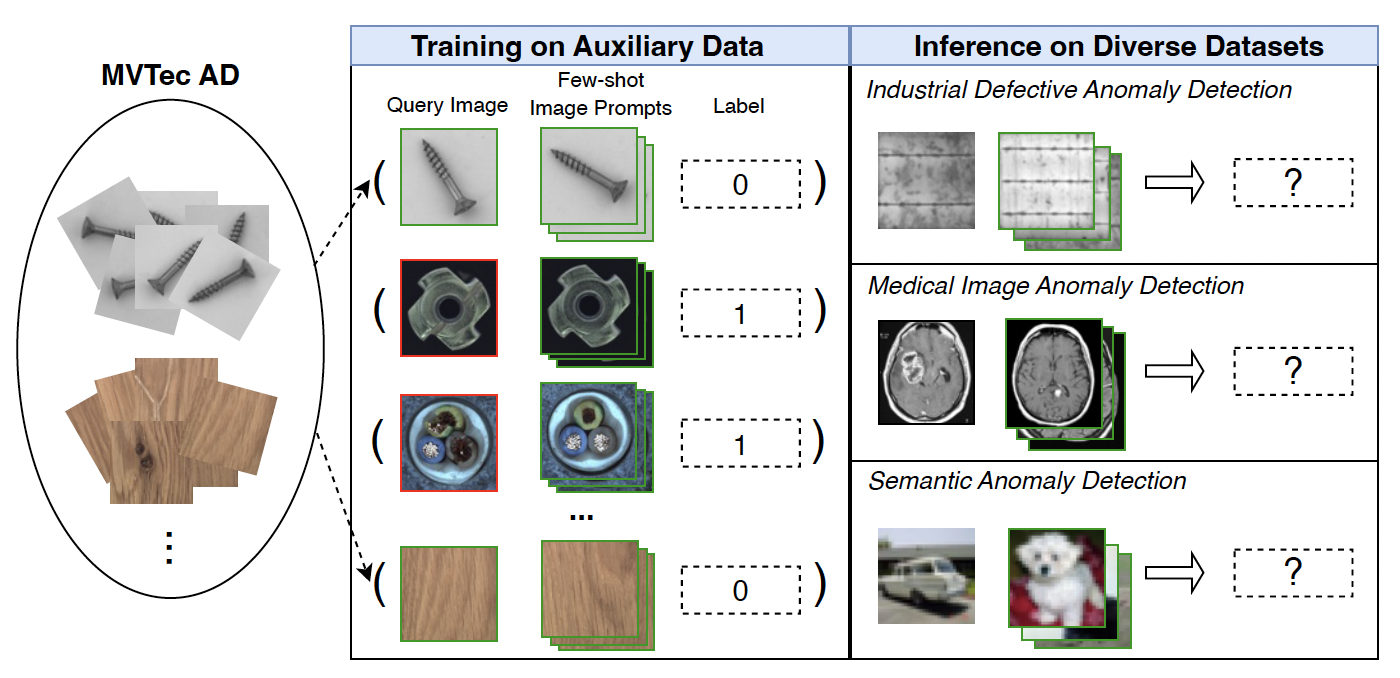 MVTec AD
Training on Auxiliary Data
Query Image
Few-shot
Image Prompts
Label
( 0 )
( 1 )
( 1 )
...
( 0 )
⋮
Inference on Diverse Datasets
Industrial Defective Anomaly Detection
?
Medical Image Anomaly Detection
?
Semantic Anomaly Detection
?